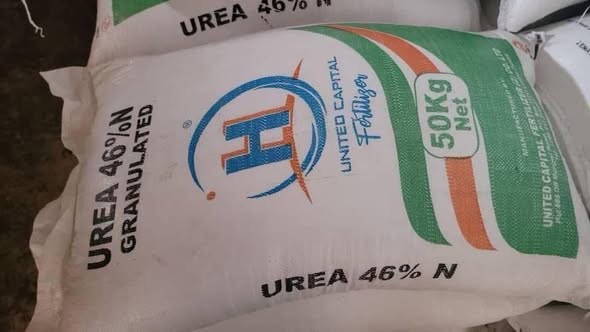 UREA 46% N
UREA 46%N
GRANULATED
H
®
UNITED CAPITAL
Fertilizer
50Kg
Net
UREA 46% N
UNITED CAPITAL FERTILIZER